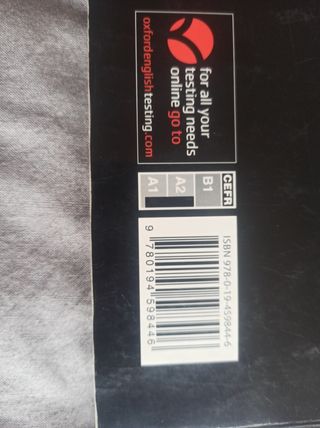 for all your
testing needs
online go to
oxfordenglishtesting.com
CEFR
B1
A2
A1
ISBN 978-0-19-459844-6
9 780194 598446